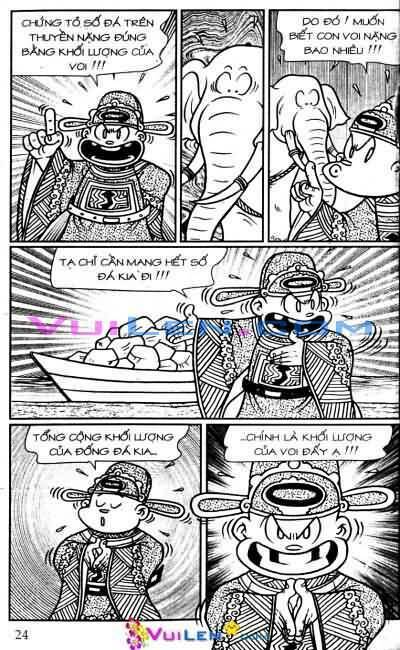 CHỨNG TỎ SỐ ĐÁ TRÊN
THUYỀN NẶNG ĐÚNG
BẰNG KHỐI LƯỢNG CỦA
VOI !!!
DO ĐÓ ! MUỐN
BIẾT CON VOI NẶNG
BAO NHIÊU !!!
TA CHỈ CẦN MANG HẾT SỐ
ĐÁ KIA ĐI !!!
VUILEN.COM
TỔNG CỘNG KHỐI LƯỢNG
CỦA ĐỐNG ĐÁ KIA...
...CHÍNH LÀ KHỐI LƯỢNG
CỦA VOI ĐẤY Ạ !!!
24
VUILEN.COM